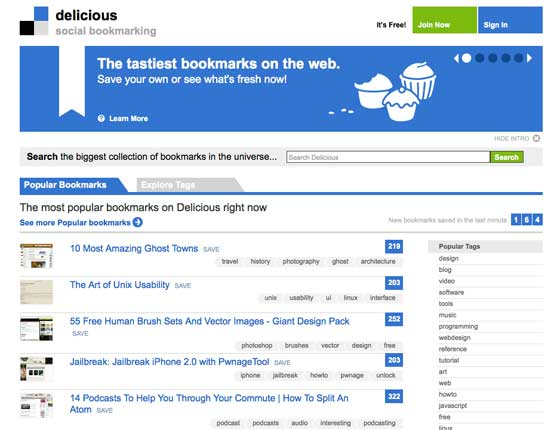 delicious
social bookmarking
It's Free!
Join Now
Sign In
The tastiest bookmarks on the web.
Save your own or see what's fresh now!
Learn More
HIDE INTRO
Search the biggest collection of bookmarks in the universe...
Search Delicious
Search
Popular Bookmarks
Explore Tags
The most popular bookmarks on Delicious right now
See more Popular bookmarks
New bookmarks saved in the last minute
1 6 4
10 Most Amazing Ghost Towns SAVE
219
travel history photography ghost architecture
The Art of Unix Usability SAVE
203
unix usability ui linux interface
55 Free Human Brush Sets And Vector Images - Giant Design Pack
SAVE
252
photoshop brushes vector design free
Jailbreak: Jailbreak iPhone 2.0 with PwnageTool SAVE
203
iphone jailbreak howto pwnage unlock
14 Podcasts To Help You Through Your Commute | How To Split An
Atom SAVE
322
podcast podcasts audio interesting podcasting
Popular Tags
design
blog
video
software
tools
music
programming
webdesign
reference
tutorial
art
web
howto
javascript
free
linux